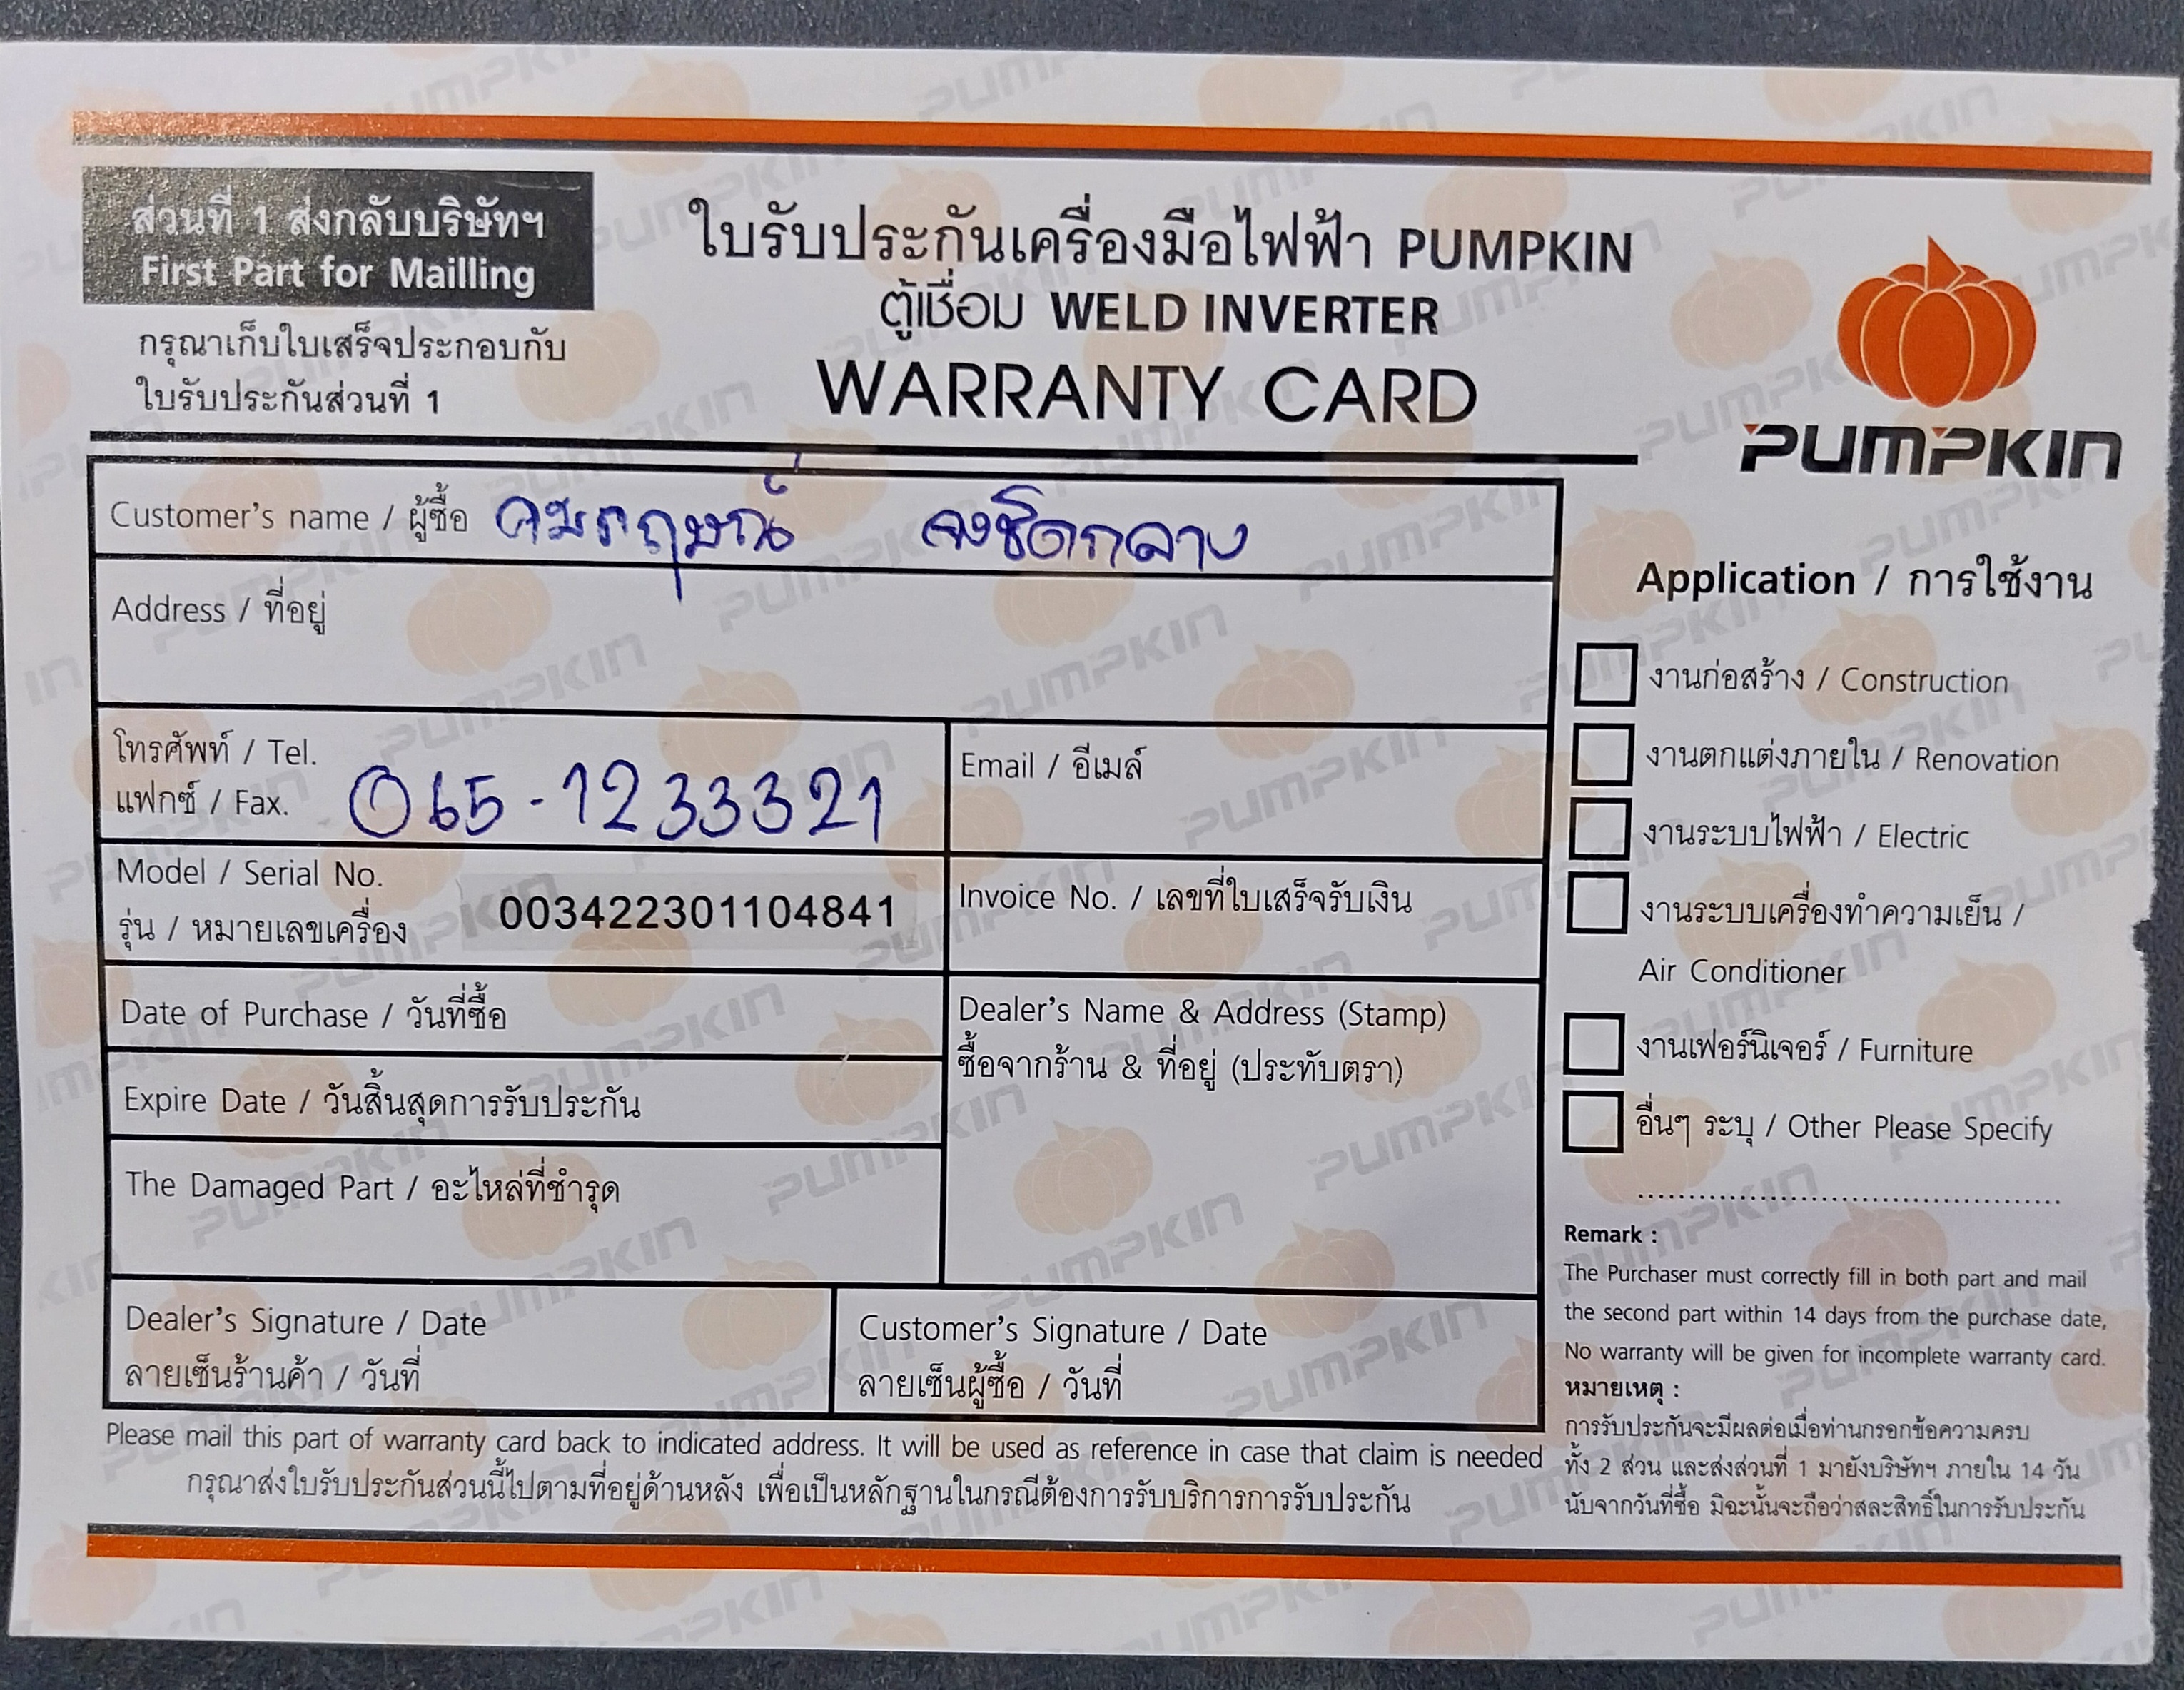 ส่วนที่ 1 ส่งกลับบริษัทฯ
First Part for Mailling
กรุณาเก็บใบเสร็จประกอบกับ
ใบรับประกันส่วนที่ 1
ใบรับประกันเครื่องมือไฟฟ้า PUMPKIN
ตู้เชื่อม WELD INVERTER
WARRANTY CARD
PUMPKIN
Customer's name / ผู้ซื้อ คมกฤษณ์ จงชิดกลาง
Address / ที่อยู่
โทรศัพท์ / Tel.
แฟกซ์ / Fax. 065-1233321
Email / อีเมล์
Model / Serial No.
รุ่น / หมายเลขเครื่อง 003422301104841
Invoice No. / เลขที่ใบเสร็จรับเงิน
Date of Purchase / วันที่ซื้อ
Expire Date / วันสิ้นสุดการรับประกัน
The Damaged Part / อะไหล่ที่ชำรุด
Dealer's Name & Address (Stamp)
ซื้อจากร้าน & ที่อยู่ (ประทับตรา)
Dealer's Signature / Date
ลายเซ็นร้านค้า / วันที่
Customer's Signature / Date
ลายเซ็นผู้ซื้อ / วันที่
Please mail this part of warranty card back to indicated address. It will be used as reference in case that claim is needed
กรุณาส่งใบรับประกันส่วนนี้ไปตามที่อยู่ด้านหลัง เพื่อเป็นหลักฐานในกรณีต้องการรับบริการการรับประกัน
Application / การใช้งาน
งานก่อสร้าง / Construction
งานตกแต่งภายใน / Renovation
งานระบบไฟฟ้า / Electric
งานระบบเครื่องทำความเย็น /
Air Conditioner
งานเฟอร์นิเจอร์ / Furniture
อื่นๆ ระบุ / Other Please Specify
Remark :
The Purchaser must correctly fill in both part and mail
the second part within 14 days from the purchase date,
No warranty will be given for incomplete warranty card.
หมายเหตุ :
การรับประกันจะมีผลต่อเมื่อท่านกรอกข้อความครบ
ทั้ง 2 ส่วน และส่งส่วนที่ 1 มายังบริษัทฯ ภายใน 14 วัน
นับจากวันที่ซื้อ มิฉะนั้นจะถือว่าสละสิทธิ์ในการรับประกัน